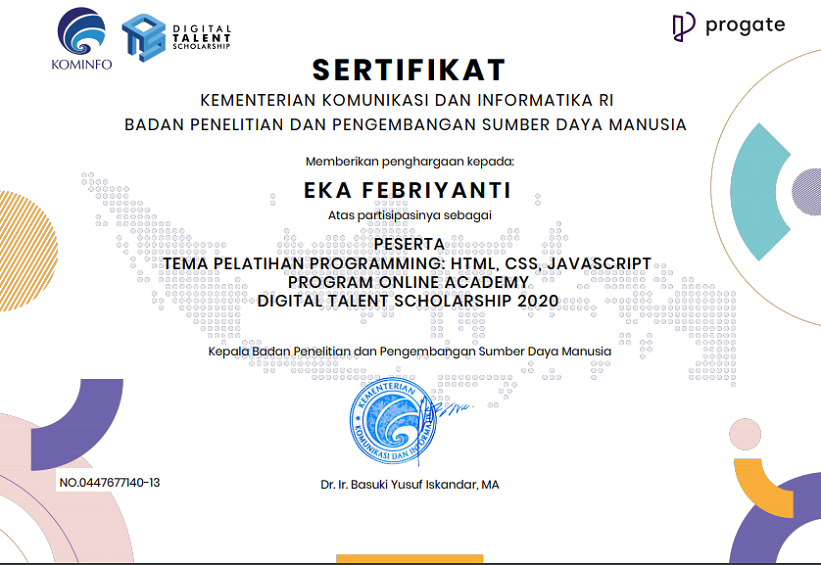 KOMINFO
DIGITAL
TALENT
SCHOLARSHIP
progate
SERTIFIKAT
KEMENTERIAN KOMUNIKASI DAN INFORMATIKA RI
BADAN PENELITIAN DAN PENGEMBANGAN SUMBER DAYA MANUSIA
Memberikan penghargaan kepada:
EKA FEBRIYANTI
Atas partisipasinya sebagai
PESERTA
TEMA PELATIHAN PROGRAMMING: HTML, CSS, JAVASCRIPT
PROGRAM ONLINE ACADEMY
DIGITAL TALENT SCHOLARSHIP 2020
Kepala Badan Penelitian dan Pengembangan Sumber Daya Manusia
KEMENTERIAN
KOMUNIKASI DAN INFORMATIKA
NO.0447677140-13
Dr. Ir. Basuki Yusuf Iskandar, MA